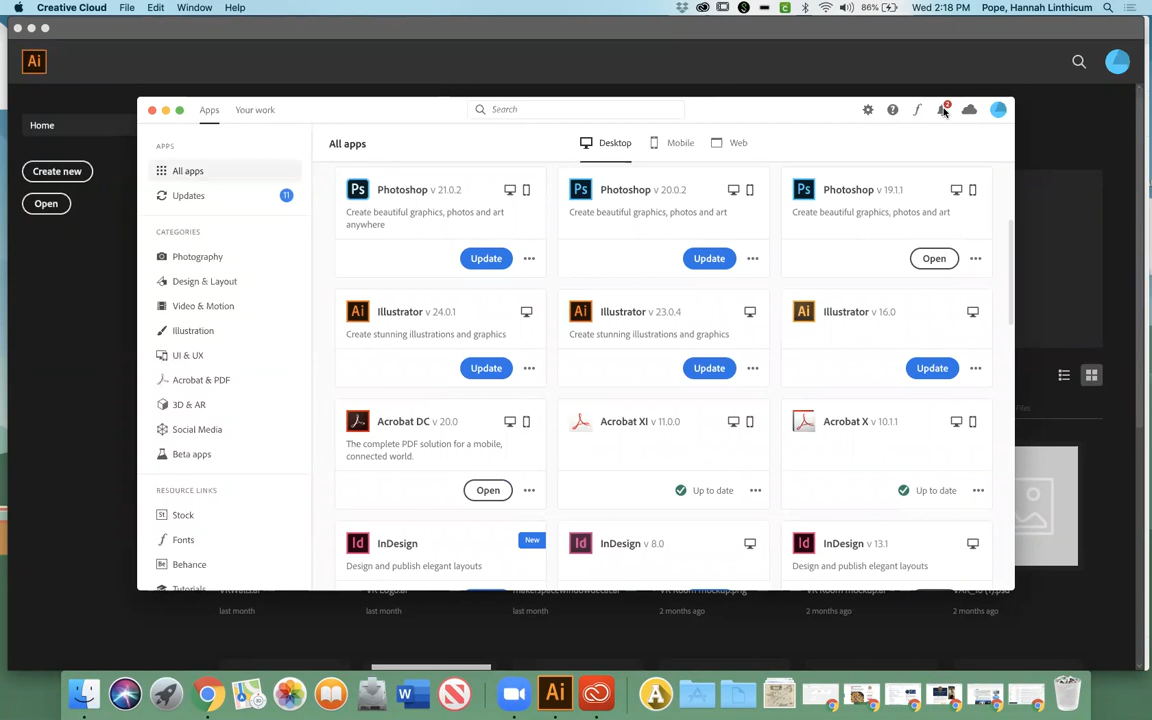 Creative Cloud File Edit Window Help
86% Wed 2:18 PM Pope, Hannah Linthicum
Ai
Home
Create new
Open
Apps Your work
Search
2
APPS
All apps
Updates 11
CATEGORIES
Photography
Design & Layout
Video & Motion
Illustration
UI & UX
Acrobat & PDF
3D & AR
Social Media
Beta apps
RESOURCE LINKS
St Stock
Fonts
Bē Behance
Tutorials
All apps
Desktop Mobile Web
Ps Photoshop v 21.0.2
Create beautiful graphics, photos and art
anywhere
Update
Ps Photoshop v 20.0.2
Create beautiful graphics, photos and art
Update
Ps Photoshop v 19.1.1
Create beautiful graphics, photos and art
Open
Ai Illustrator v 24.0.1
Create stunning illustrations and graphics
Update
Ai Illustrator v 23.0.4
Create stunning illustrations and graphics
Update
Ai Illustrator v 16.0
Update
Acrobat DC v 20.0
The complete PDF solution for a mobile,
connected world.
Open
Acrobat XI v 11.0.0
Up to date
Acrobat X v 10.1.1
Up to date
Id InDesign New
Design and publish elegant layouts
Id InDesign v 8.0
Id InDesign v 13.1
Design and publish elegant layouts
Files
last month
last month
last month
2 months ago
2 months ago
2 months ago
W
Ai